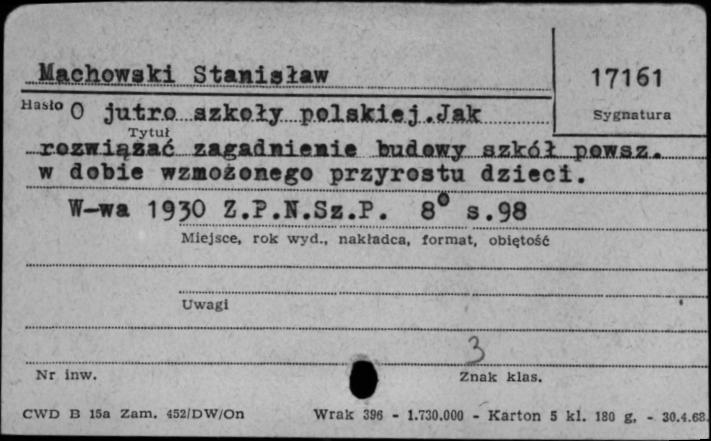 Machowski Stanisław
17161
Hasło O jutro szkoły polskiej.Jak
Sygnatura
Tytuł
rozwiązać zagadnienie budowy szkół powsz.
w dobie wzmożonego przyrostu dzieci.
W-wa 1930 Z.P.N.Sz.P. 8° s.98
Miejsce, rok wyd., nakładca, format, objętość
Uwagi
3
Nr inw.
Znak klas.
CWD B 15a Zam. 452/DW/On Wrak 396 - 1.730.000 - Karton 5 kl. 180 g. - 30.4.68.